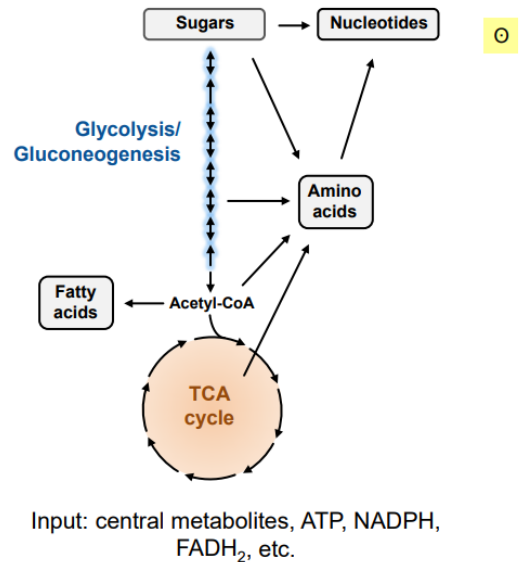 Sugars
Nucleotides
ʘ
Glycolysis/
Gluconeogenesis
Amino
acids
Fatty
acids
Acetyl-CoA
TCA
cycle
Input: central metabolites, ATP, NADPH,
FADH₂, etc.